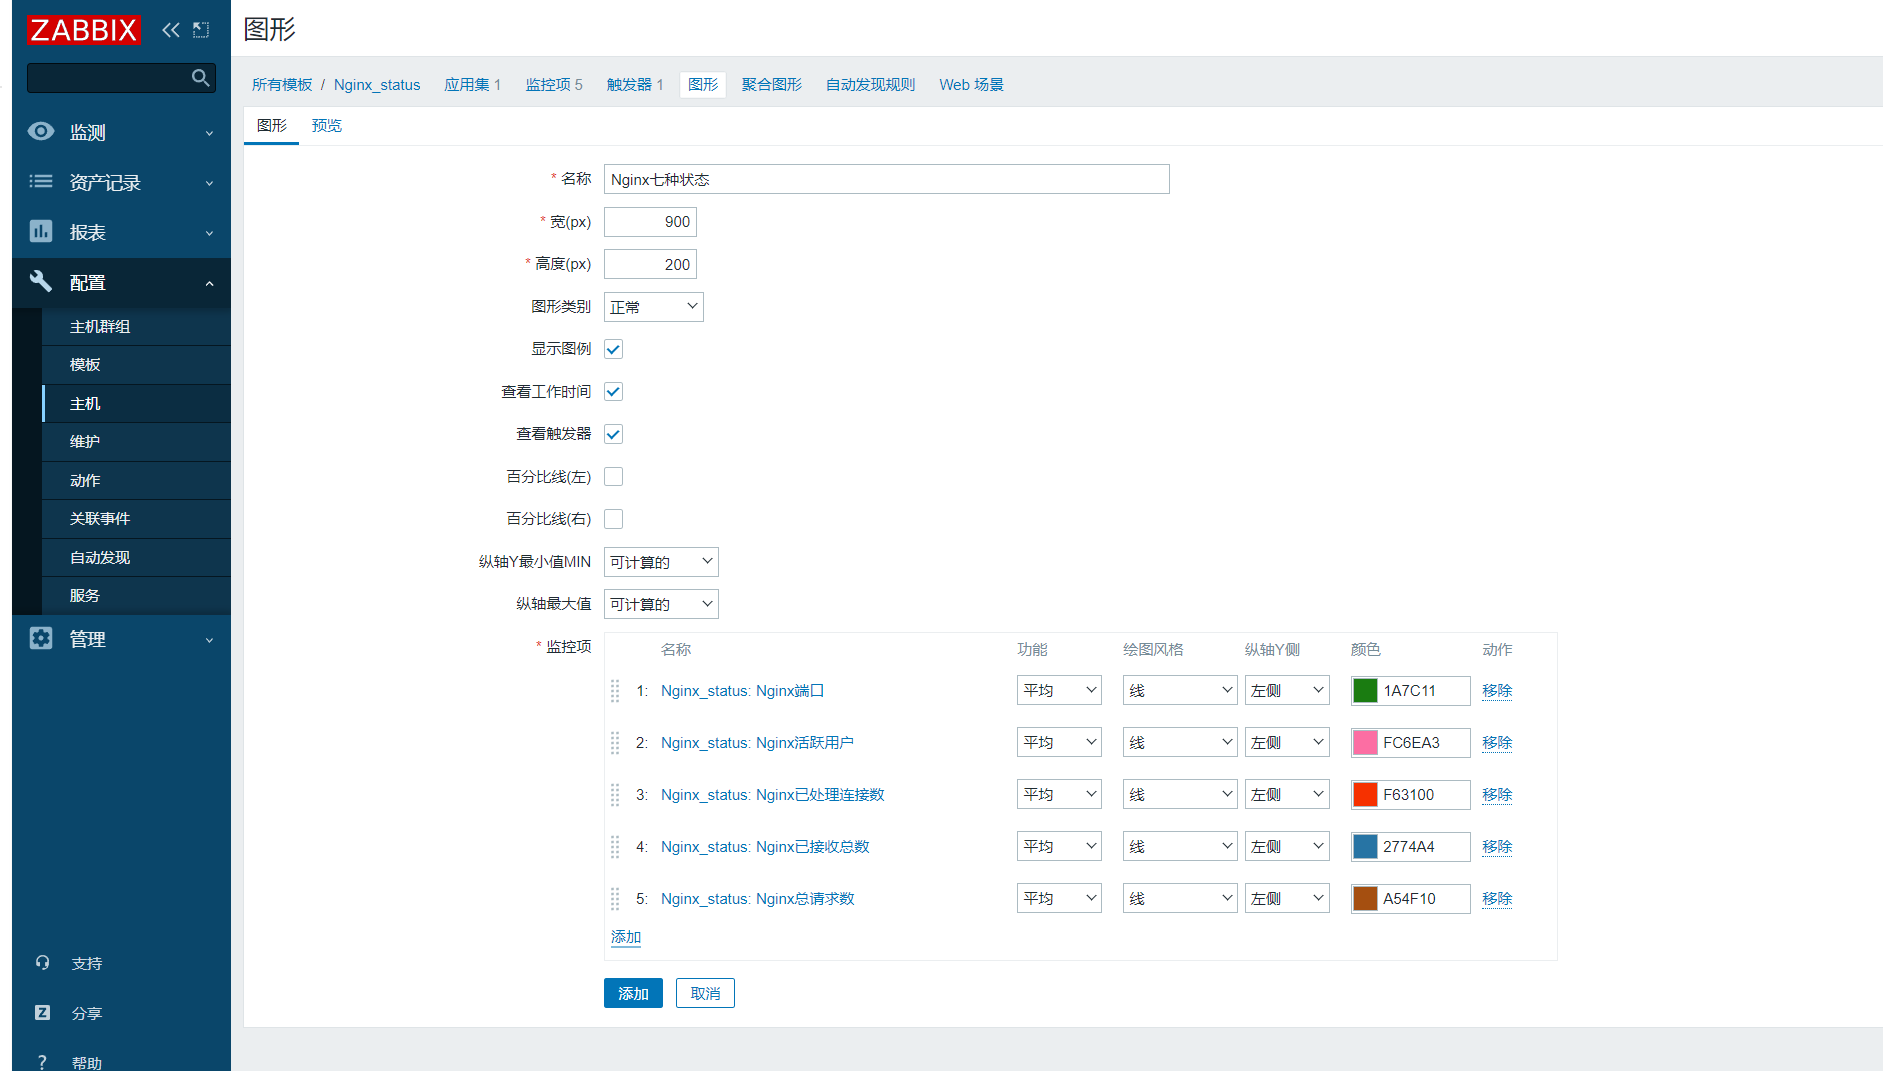 ZABBIX
图形
所有模板 / Nginx_status 应用集 1 监控项 5 触发器 1 图形 聚合图形 自动发现规则 Web 场景
图形 预览
监测
资产记录
报表
配置
主机群组
模板
主机
维护
动作
关联事件
自动发现
服务
管理
支持
Z 分享
? 帮助
* 名称 Nginx七种状态
* 宽(px) 900
* 高度(px) 200
图形类别 正常
显示图例
查看工作时间
查看触发器
百分比线(左)
百分比线(右)
纵轴Y最小值MIN 可计算的
纵轴最大值 可计算的
* 监控项 名称 功能 绘图风格 纵轴Y侧 颜色 动作
1: Nginx_status: Nginx端口 平均 线 左侧 1A7C11 移除
2: Nginx_status: Nginx活跃用户 平均 线 左侧 FC6EA3 移除
3: Nginx_status: Nginx已处理连接数 平均 线 左侧 F63100 移除
4: Nginx_status: Nginx已接收总数 平均 线 左侧 2774A4 移除
5: Nginx_status: Nginx总请求数 平均 线 左侧 A54F10 移除
添加
添加 取消